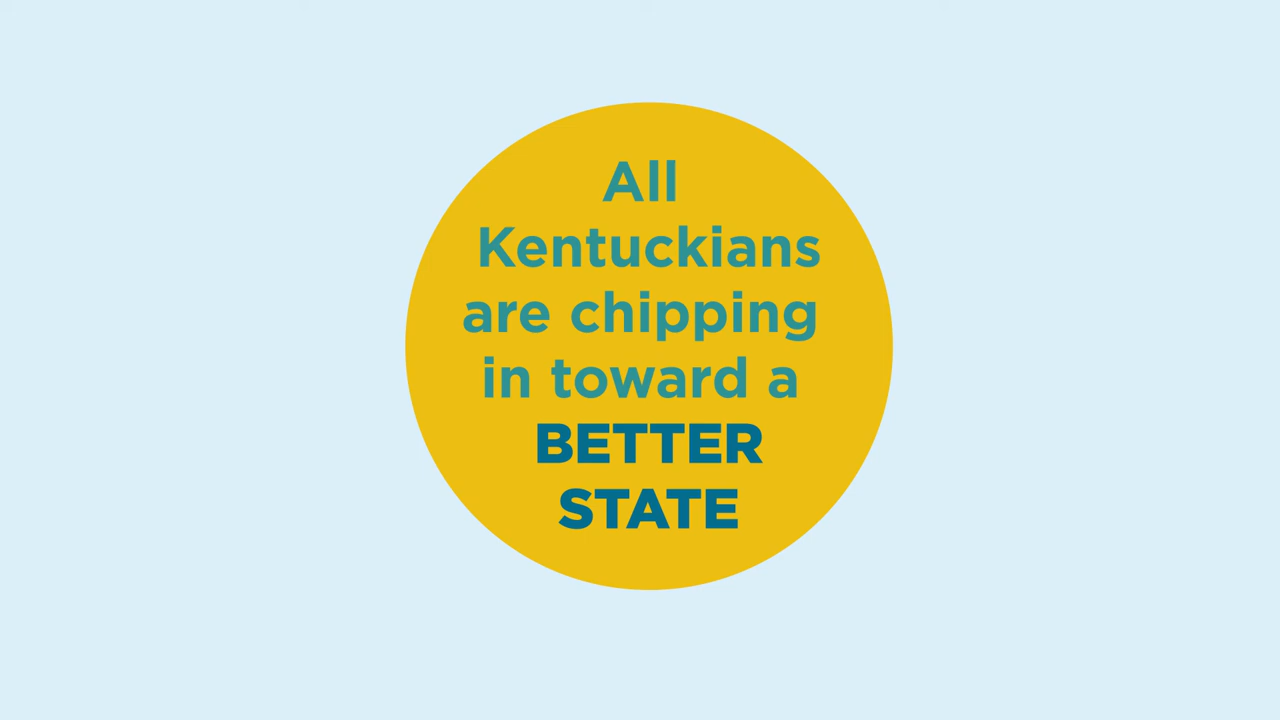 All
Kentuckians
are chipping
in toward a
BETTER
STATE